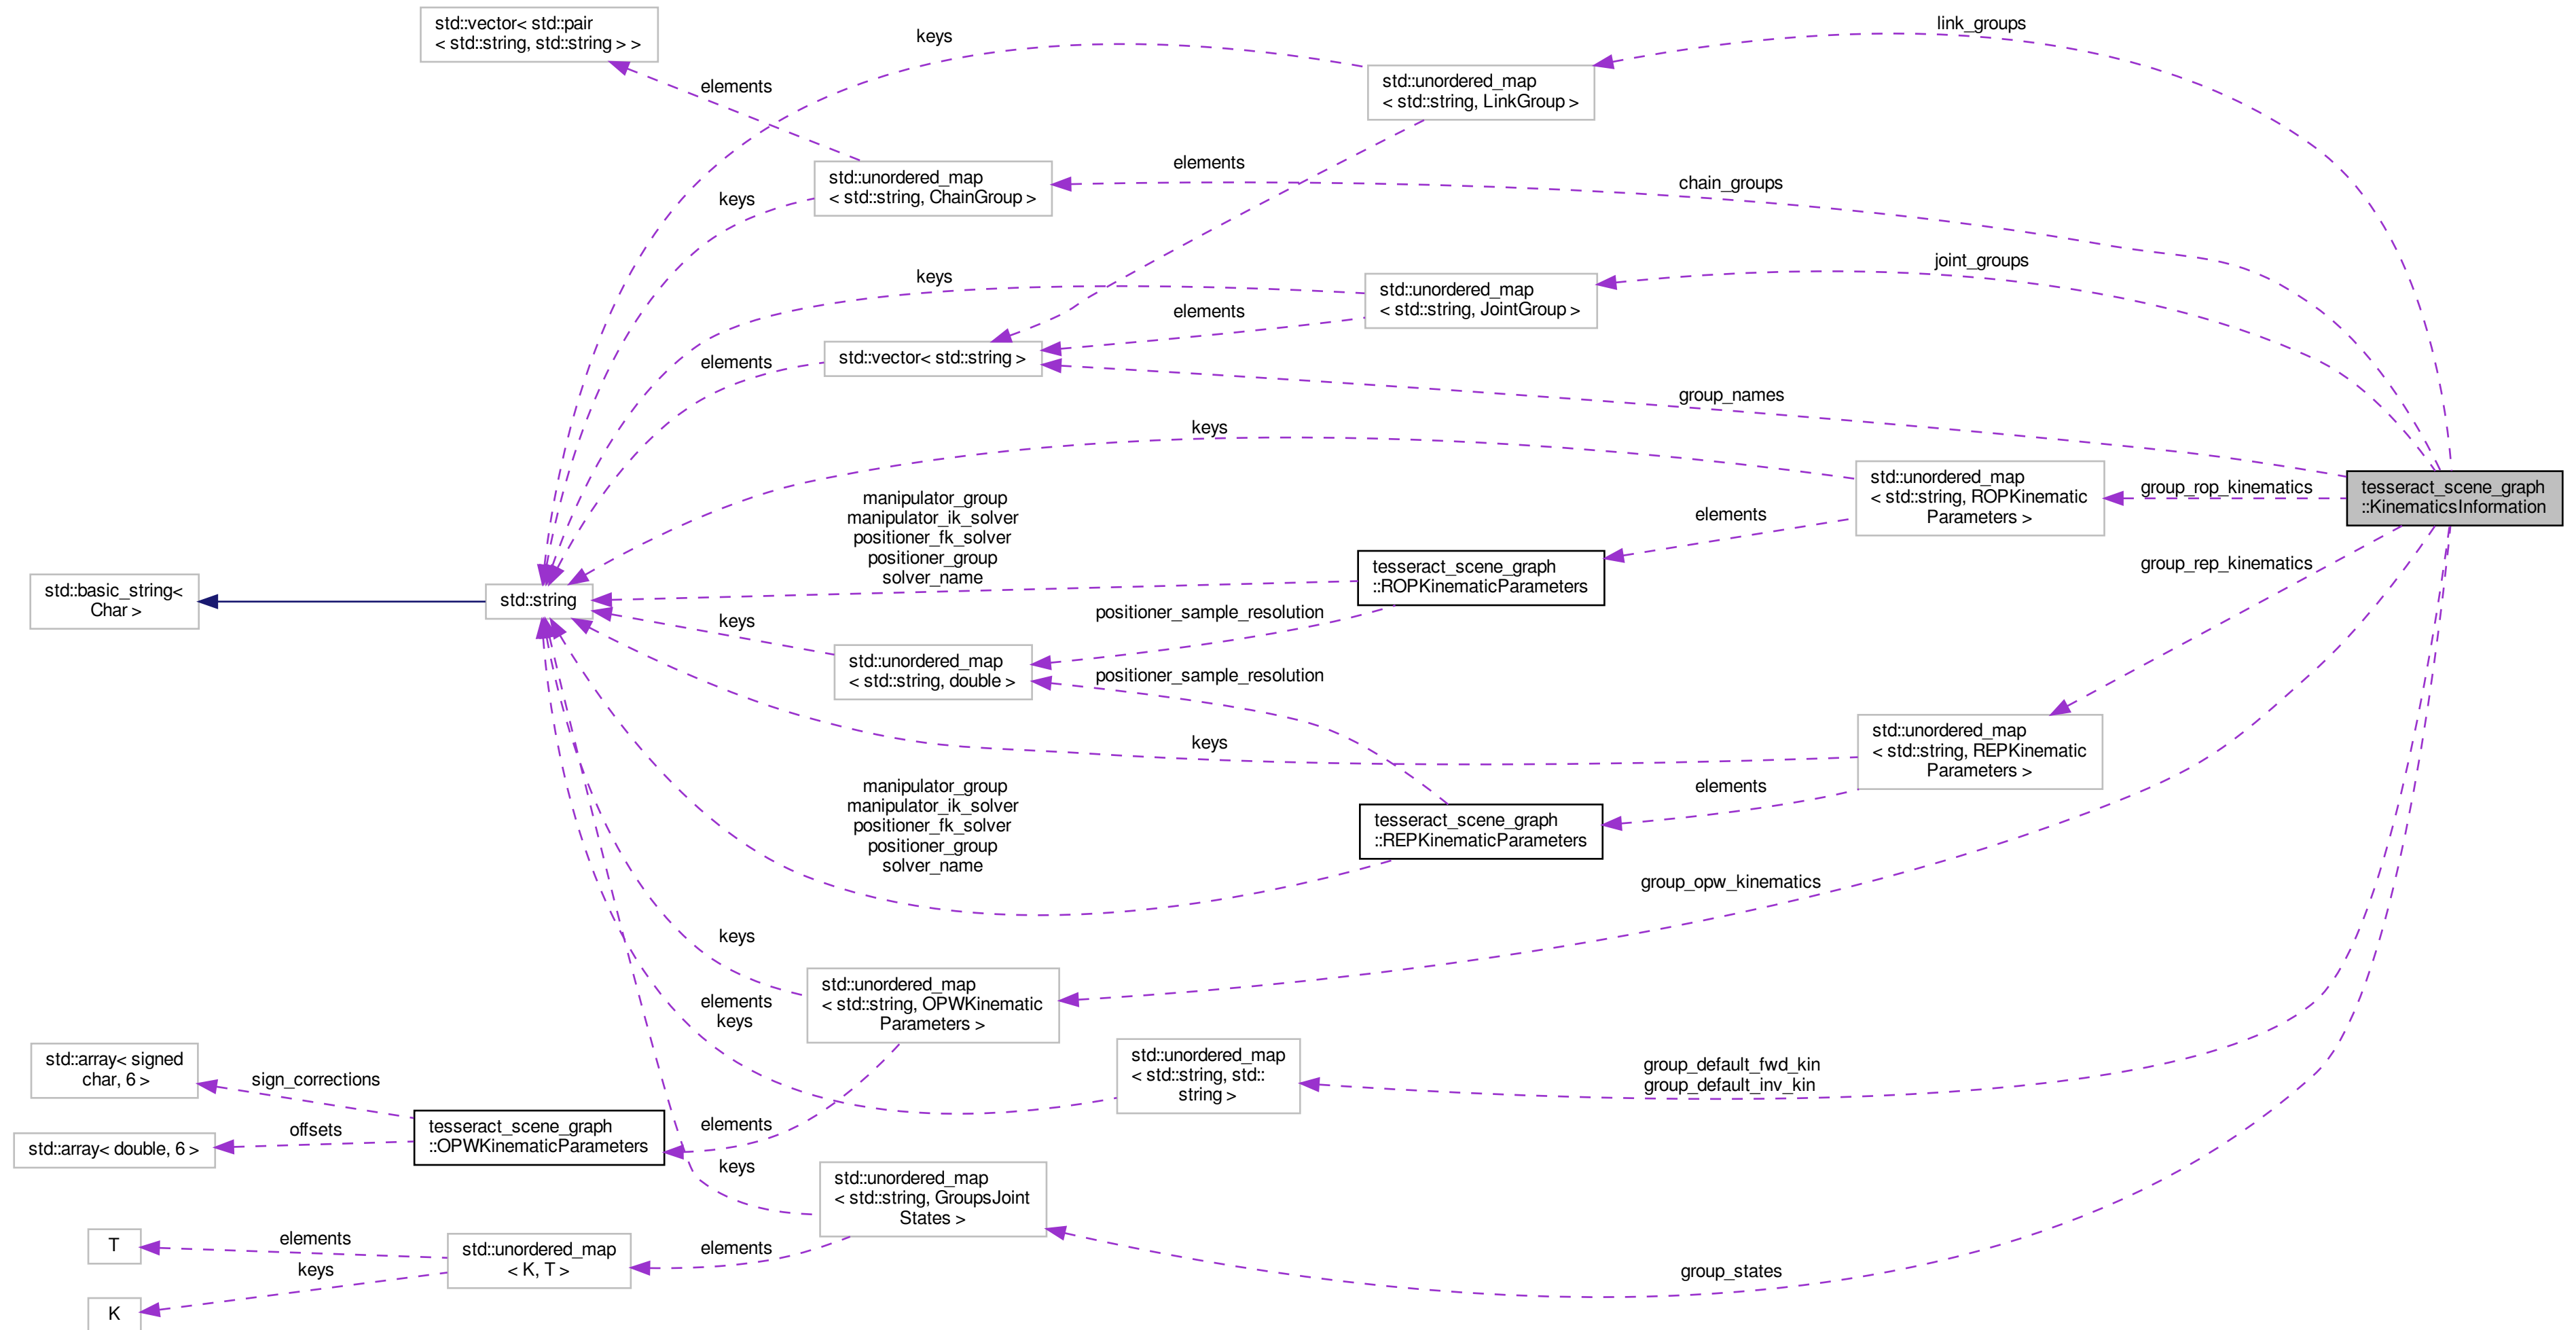 std::vector< std::pair
< std::string, std::string > >
link_groups
keys
std::unordered_map
< std::string, LinkGroup >
elements
std::unordered_map
< std::string, ChainGroup >
elements
chain_groups
keys
joint_groups
keys
std::unordered_map
< std::string, JointGroup >
elements
std::vector< std::string >
elements
group_names
keys
std::unordered_map
< std::string, ROPKinematic
Parameters >
group_rop_kinematics
tesseract_scene_graph
::KinematicsInformation
manipulator_group
manipulator_ik_solver
positioner_fk_solver
positioner_group
solver_name
elements
tesseract_scene_graph
::ROPKinematicParameters
group_rep_kinematics
std::basic_string<
Char >
std::string
positioner_sample_resolution
keys
std::unordered_map
< std::string, double >
positioner_sample_resolution
keys
std::unordered_map
< std::string, REPKinematic
Parameters >
manipulator_group
manipulator_ik_solver
positioner_fk_solver
positioner_group
solver_name
elements
tesseract_scene_graph
::REPKinematicParameters
group_opw_kinematics
keys
std::unordered_map
< std::string, OPWKinematic
Parameters >
elements
keys
std::unordered_map
< std::string, std::
string >
group_default_fwd_kin
group_default_inv_kin
std::array< signed
char, 6 >
sign_corrections
tesseract_scene_graph
::OPWKinematicParameters
elements
offsets
std::array< double, 6 >
keys
std::unordered_map
< std::string, GroupsJoint
States >
T
elements
std::unordered_map
< K, T >
elements
keys
group_states
K